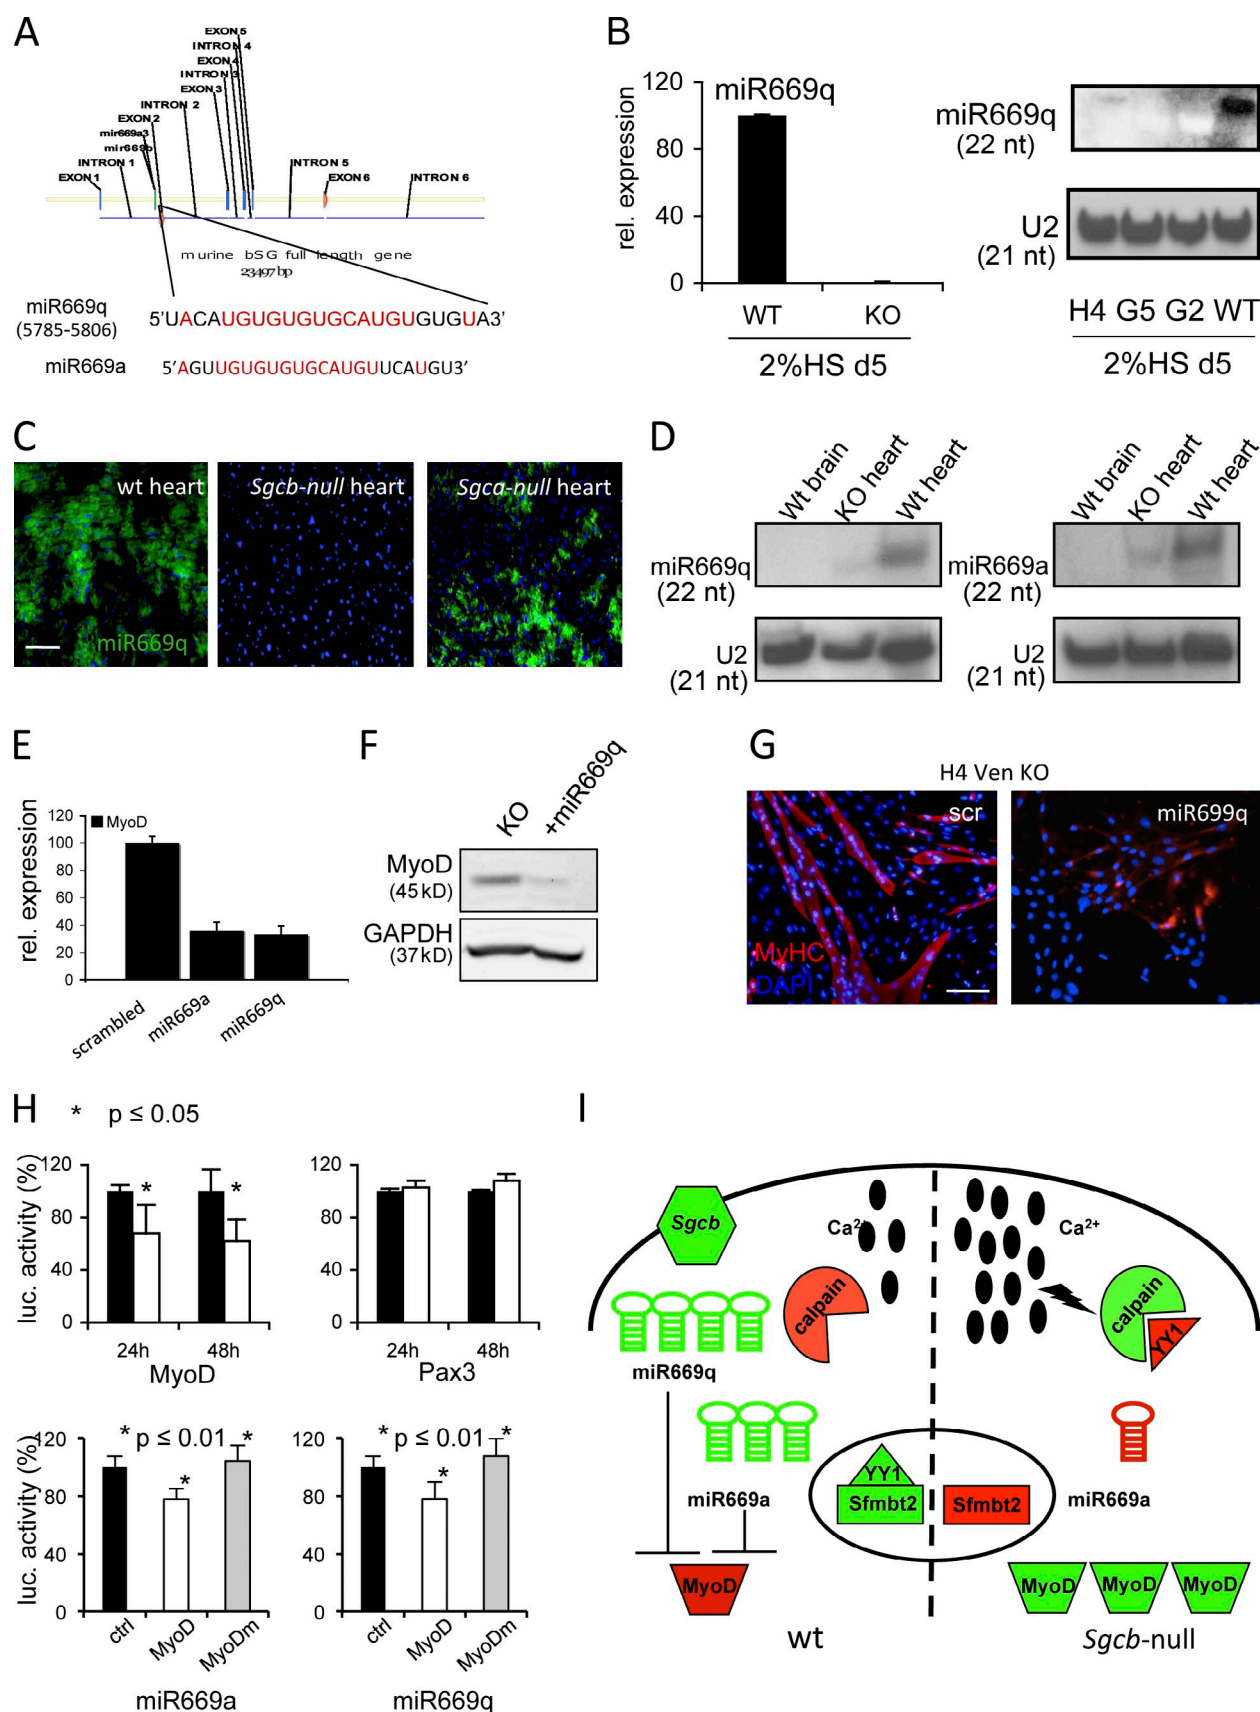 A
EXON 5
INTRON 4
EXON 4
INTRON 3
EXON 3
INTRON 2
EXON 2
mir669a3
mir669b
INTRON 1
EXON 1
INTRON 5
EXON 6
INTRON 6
murine bSG full length gene
23497 bp
miR669q
(5785-5806)
5'UACAUGUGUGUGCAUGUGUGUA3'
miR669a
5'AGUUGUGUGUGCAUGUUCAUGU3'
B
rel. expression
120
80
40
0
miR669q
WT KO
2%HS d5
miR669q
(22 nt)
U2
(21 nt)
H4 G5 G2 WT
2%HS d5
C
wt heart
miR669q
Sgcb-null heart
Sgca-null heart
D
Wt brain
KO heart
Wt heart
miR669q
(22 nt)
U2
(21 nt)
Wt brain
KO heart
Wt heart
miR669a
(22 nt)
U2
(21 nt)
E
rel. expression
120
100
80
60
40
20
0
MyoD
scrambled
miR669a
miR669q
F
KO
+miR669q
MyoD
(45 kD)
GAPDH
(37 kD)
G
H4 Ven KO
scr
MyHC
DAPI
miR699q
H
* p ≤ 0.05
luc. activity (%)
120
80
40
0
* *
24h 48h
MyoD
120
80
40
0
24h 48h
Pax3
luc. activity (%)
120
80
40
0
* p ≤ 0.01 *
*
ctrl
MyoD
MyoDm
miR669a
120
80
40
0
* p ≤ 0.01 *
*
ctrl
MyoD
MyoDm
miR669q
I
Sgcb
Ca2+
calpain
miR669q
miR669a
YY1
Sfmbt2
MyoD
wt
Ca2+
calpain
YY1
Sfmbt2
miR669a
MyoD MyoD MyoD
Sgcb-null